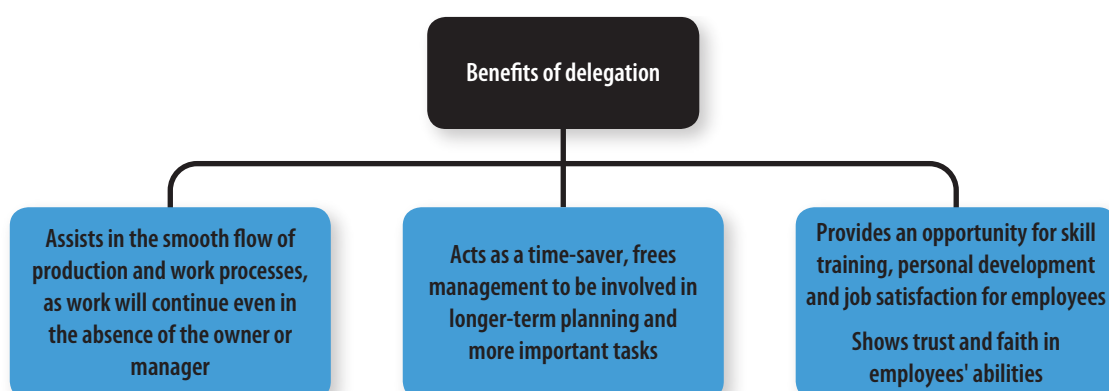 Benefits of delegation
Assists in the smooth flow of
production and work processes,
as work will continue even in
the absence of the owner or
manager
Acts as a time-saver, frees
management to be involved in
longer-term planning and
more important tasks
Provides an opportunity for skill
training, personal development
and job satisfaction for employees
Shows trust and faith in
employees' abilities